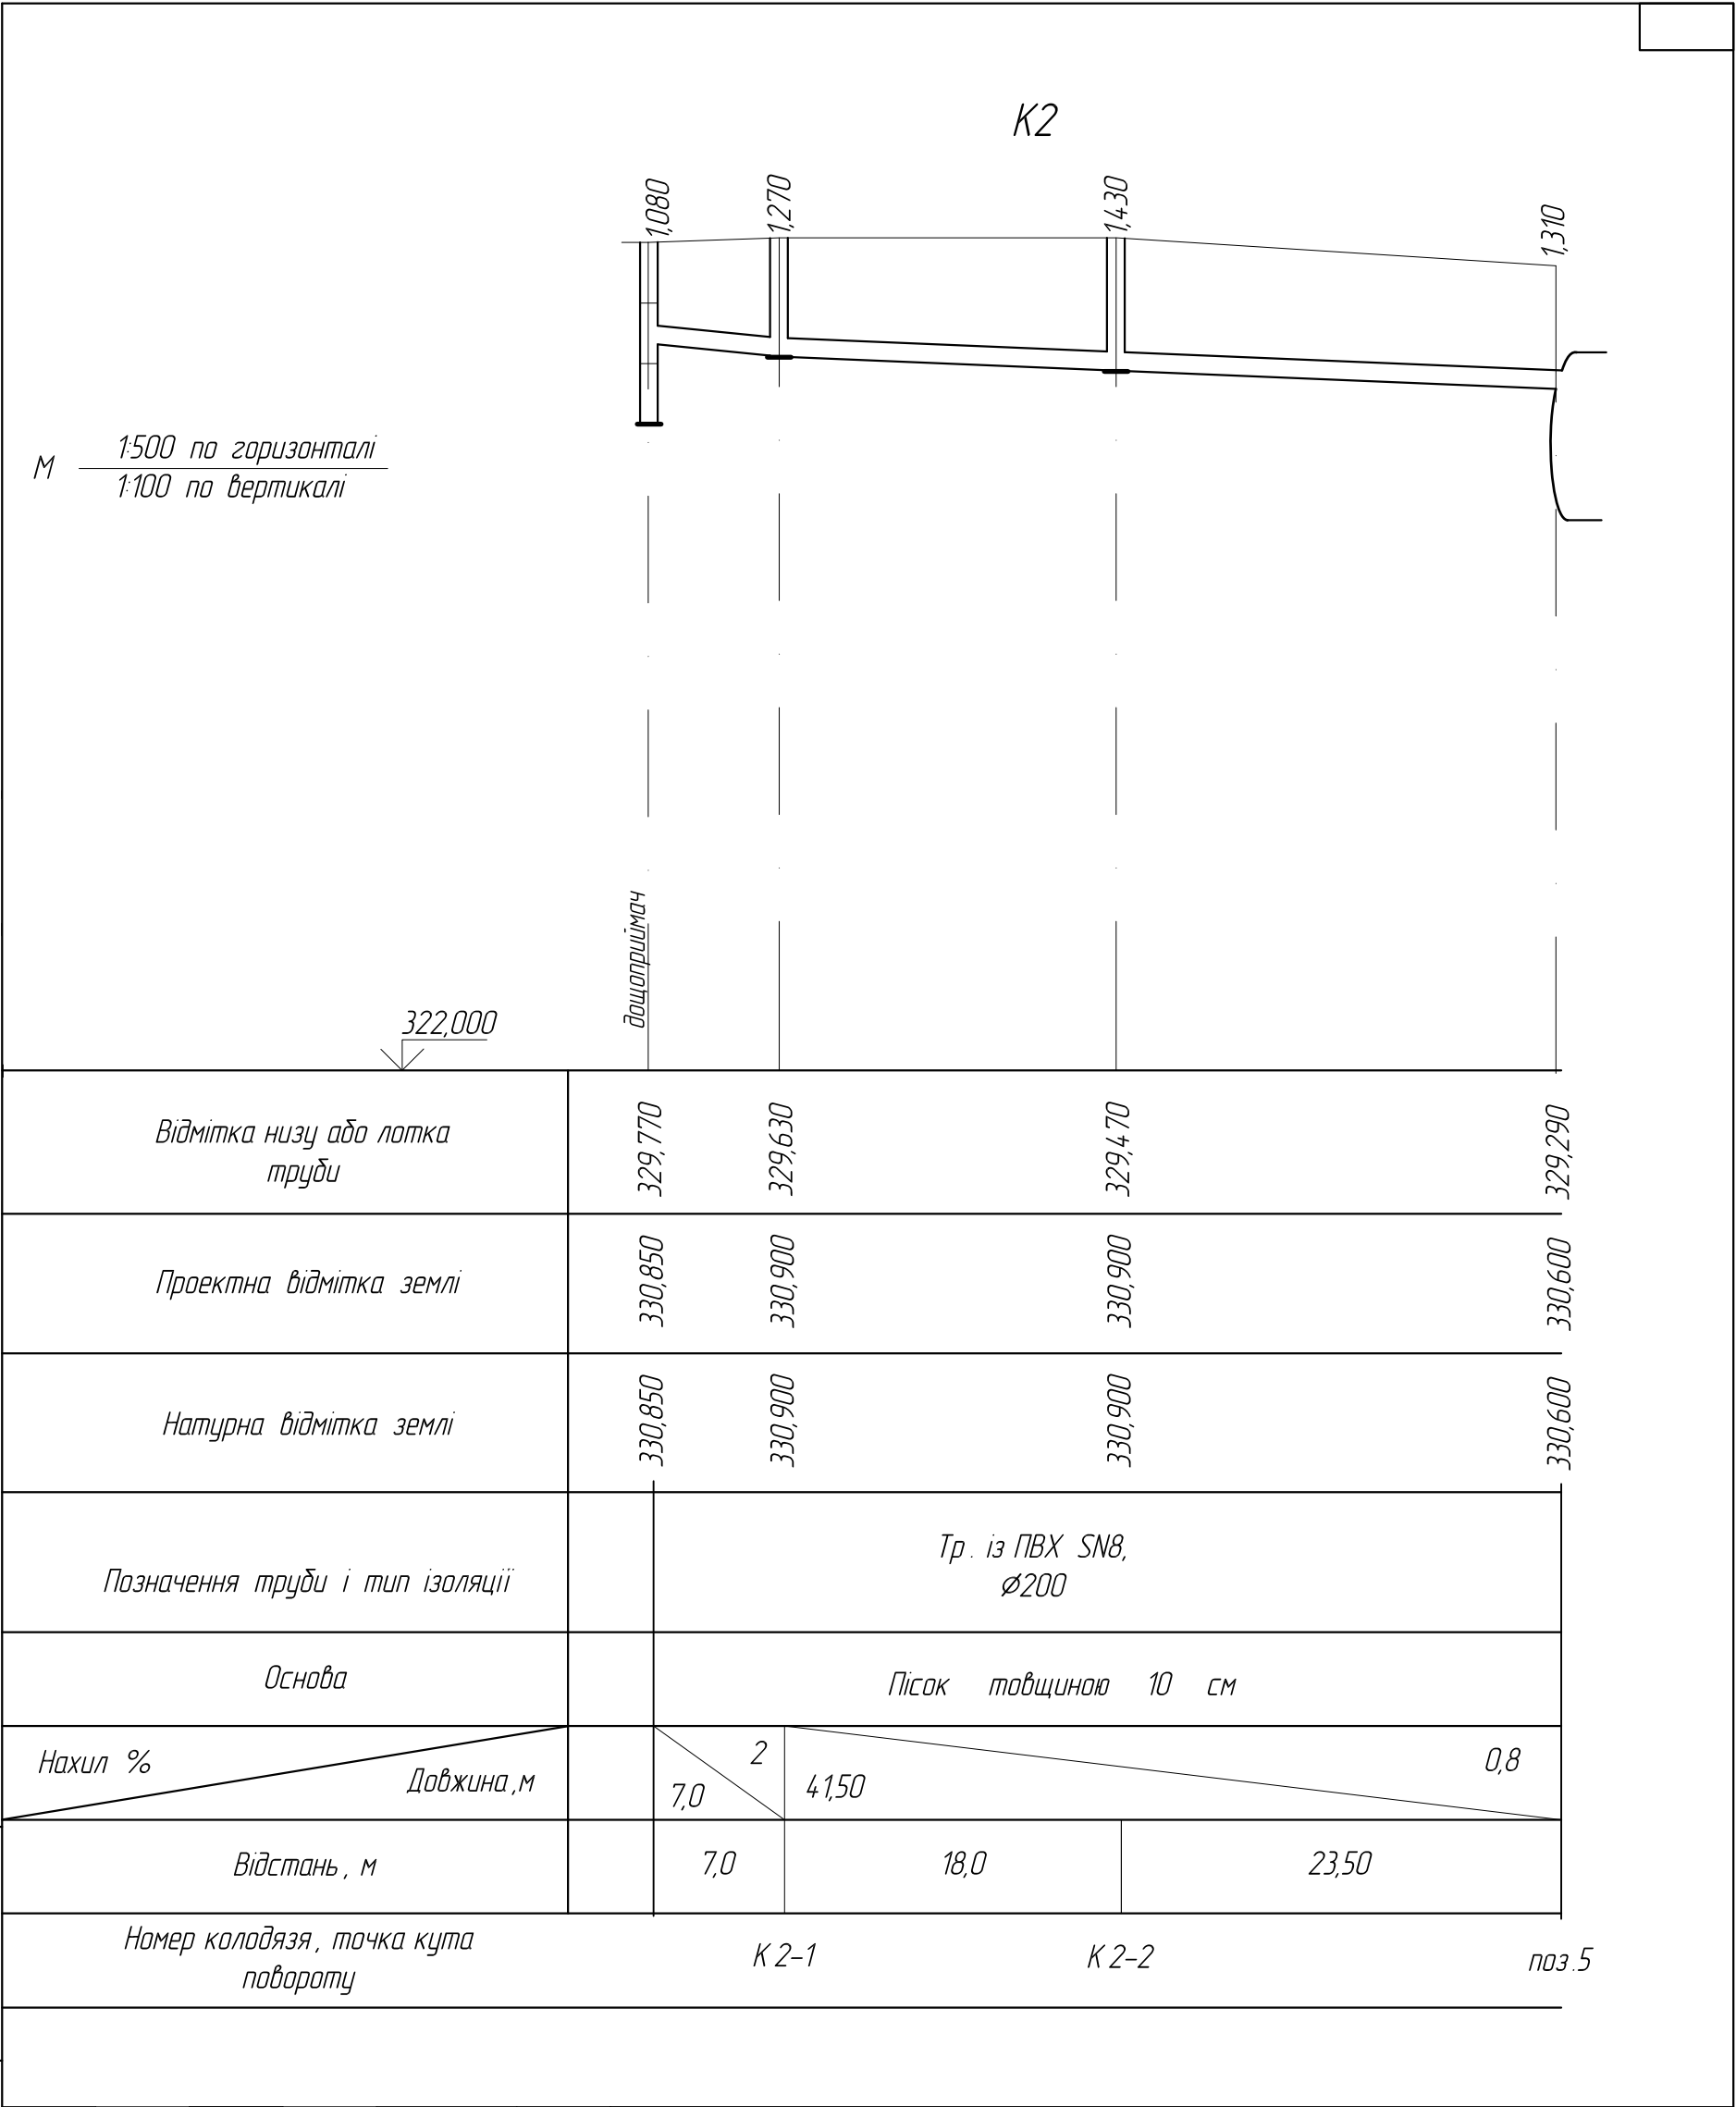 К2
1,080 1,270 1,430 1,310
М 1:500 по горизонталі
1:100 по вертикалі
дощоприймач
322,000
Відмітка низу або лотка
труби
329,770 329,630 329,470 329,290
Проектна відмітка землі 330,850 330,900 330,900 330,600
Натурна відмітка землі 330,850 330,900 330,900 330,600
Тр. із ПВХ SN8,
Позначення труби і тип ізоляції
⌀200
Основа Пісок товщиною 10 см
Нахил % 2 0,8
Довжина,м 7,0 41,50
Відстань, м 7,0 18,0 23,50
Номер колодязя, точка кута
повороту
К 2-1 К 2-2 поз.5